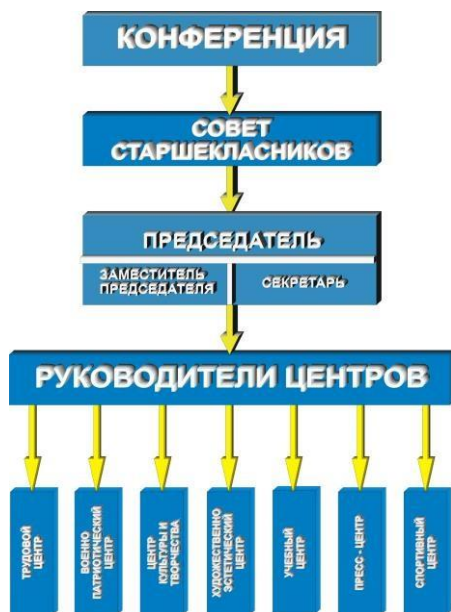 КОНФЕРЕНЦИЯ
СОВЕТ
СТАРШЕКЛАСНИКОВ
ПРЕДСЕДАТЕЛЬ
ЗАМЕСТИТЕЛЬ
ПРЕДСЕДАТЕЛЯ
СЕКРЕТАРЬ
РУКОВОДИТЕЛИ ЦЕНТРОВ
ТРУДОВОЙ
ЦЕНТР
ВОЕННО
ПАТРИОТИЧЕСКИЙ
ЦЕНТР
ЦЕНТР
КУЛЬТУРЫ И
ТВОРЧЕСТВА
ХУДОЖЕСТВЕННО
ЭСТЕТИЧЕСКИЙ
ЦЕНТР
УЧЕБНЫЙ
ЦЕНТР
ПРЕСС - ЦЕНТР
СПОРТИВНЫЙ
ЦЕНТР